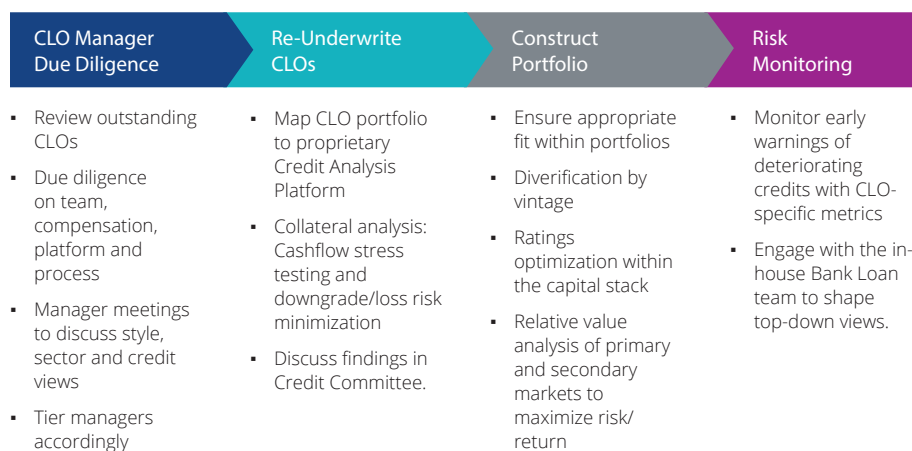 CLO Manager
Due Diligence
Re-Underwrite
CLOs
Construct
Portfolio
Risk
Monitoring
▪ Review outstanding
CLOs
▪ Due diligence
on team,
compensation,
platform and
process
▪ Manager meetings
to discuss style,
sector and credit
views
▪ Tier managers
accordingly
▪ Map CLO portfolio
to proprietary
Credit Analysis
Platform
▪ Collateral analysis:
Cashflow stress
testing and
downgrade/loss risk
minimization
▪ Discuss findings in
Credit Committee.
▪ Ensure appropriate
fit within portfolios
▪ Diverification by
vintage
▪ Ratings
optimization within
the capital stack
▪ Relative value
analysis of primary
and secondary
markets to
maximize risk/
return
▪ Monitor early
warnings of
deteriorating
credits with CLO-
specific metrics
▪ Engage with the in-
house Bank Loan
team to shape
top-down views.